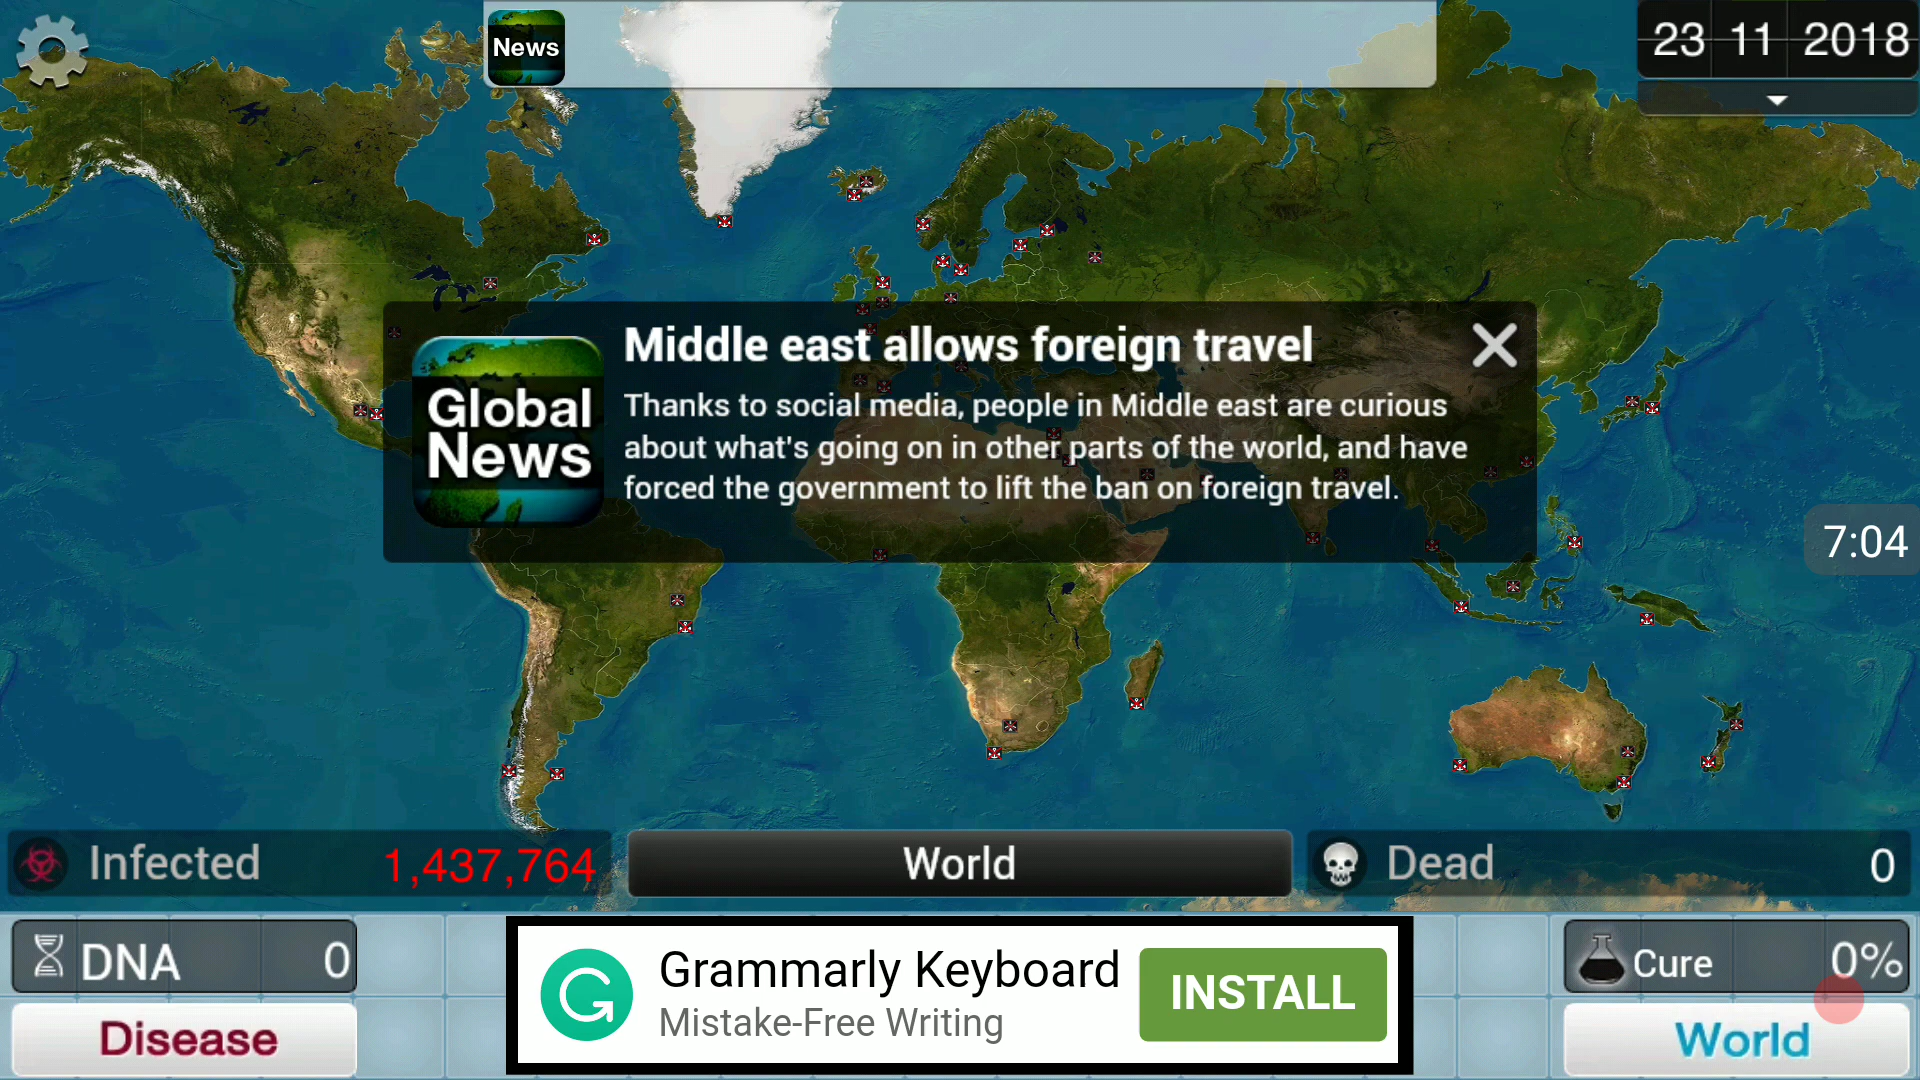 News
23 11 2018
Middle east allows foreign travel
Global
News
Thanks to social media, people in Middle east are curious
about what's going on in other parts of the world, and have
forced the government to lift the ban on foreign travel.
7:04
Infected 1,437,764
World
Dead 0
DNA 0
Grammarly Keyboard
Mistake-Free Writing
INSTALL
Cure 0%
Disease
World